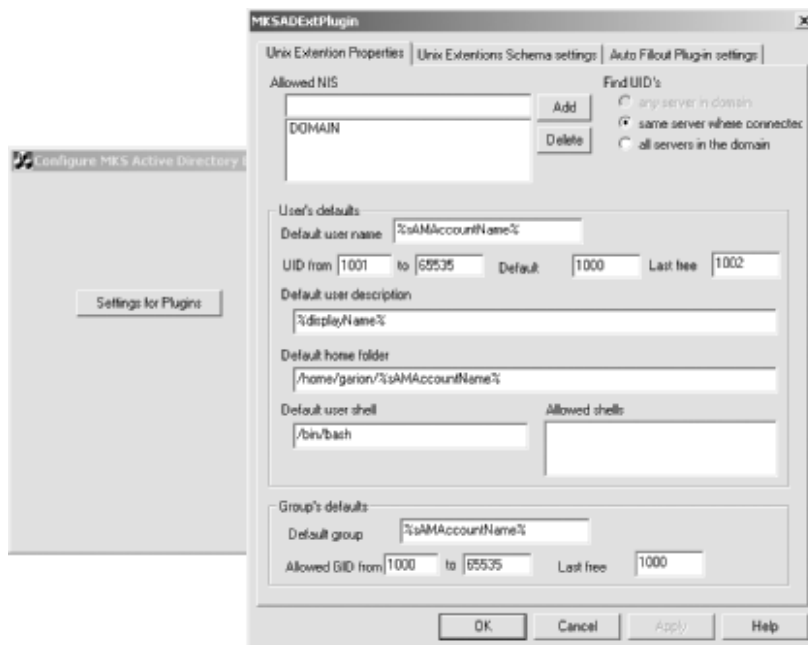 MKSADExtPlugin
Unix Extention Properties
Unix Extentions Schema settings
Auto Fillout Plug-in settings
Allowed NIS
Add
DOMAIN
Delete
Find UID's
any server in domain
same server where connected
all servers in the domain
Configure MKS Active Directory
Settings for Plugins
User's defaults
Default user name %sAMAccountName%
UID from 1001 to 65535 Default 1000 Last free 1002
Default user description
%displayName%
Default home folder
/home/garion/%sAMAccountName%
Default user shell
/bin/bash
Allowed shells
Group's defaults
Default group %sAMAccountName%
Allowed GID from 1000 to 65535 Last free 1000
OK Cancel Apply Help